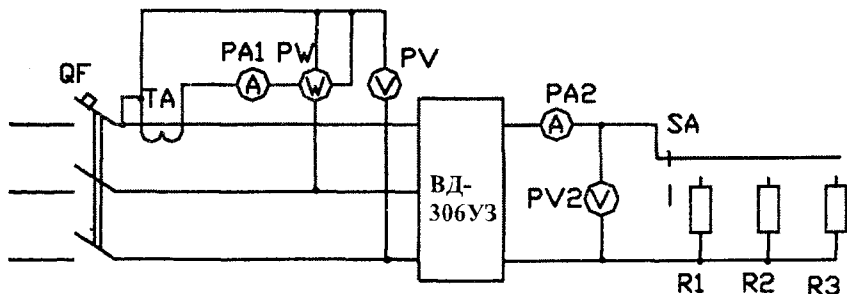 QF
TA
PA1
PW
PV
A
W
V
PA2
A
SA
ВД-
306УЗ
PV2
V
R1
R2
R3